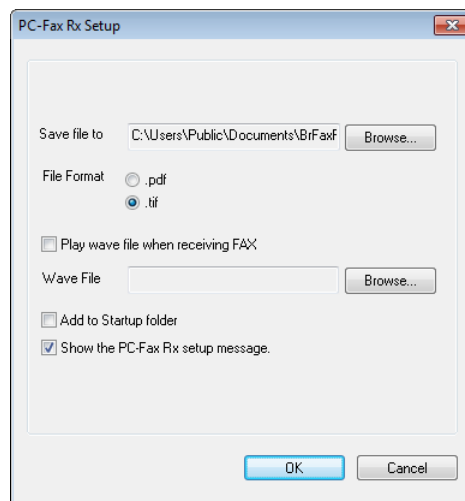 PC-Fax Rx Setup
Save file to C:\Users\Public\Documents\BrFaxF Browse...
File Format .pdf
.tif
Play wave file when receiving FAX
Wave File Browse...
Add to Startup folder
Show the PC-Fax Rx setup message.
OK Cancel